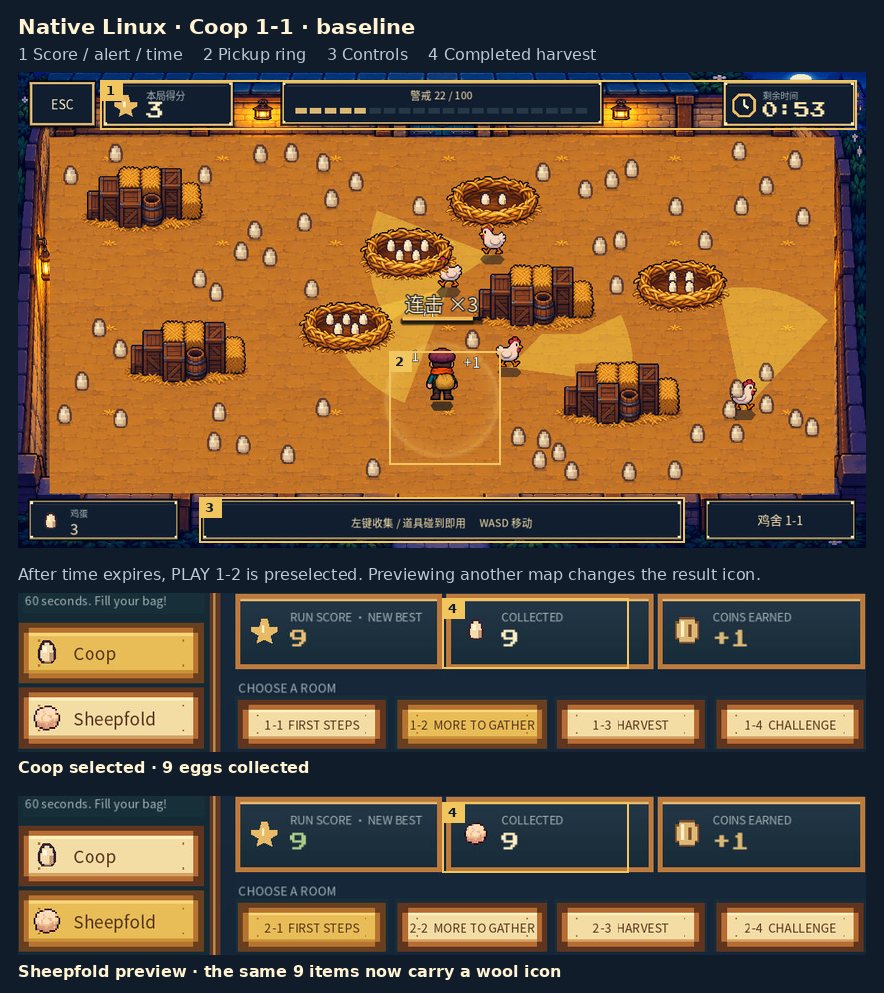 Native Linux · Coop 1-1 · baseline
1 Score / alert / time 2 Pickup ring 3 Controls 4 Completed harvest
ESC
1
本局得分
3
警戒 22 / 100
剩余时间
0:53
连击 ×3
2
1
+1
3
鸡蛋
3
左键收集 / 道具碰到即用 WASD 移动
鸡舍 1-1
After time expires, PLAY 1-2 is preselected. Previewing another map changes the result icon.
60 seconds. Fill your bag!
Coop
Sheepfold
RUN SCORE · NEW BEST
9
4
COLLECTED
9
COINS EARNED
+1
CHOOSE A ROOM
1-1 FIRST STEPS
1-2 MORE TO GATHER
1-3 HARVEST
1-4 CHALLENGE
Coop selected · 9 eggs collected
60 seconds. Fill your bag!
Coop
Sheepfold
RUN SCORE · NEW BEST
9
4
COLLECTED
9
COINS EARNED
+1
CHOOSE A ROOM
2-1 FIRST STEPS
2-2 MORE TO GATHER
2-3 HARVEST
2-4 CHALLENGE
Sheepfold preview · the same 9 items now carry a wool icon